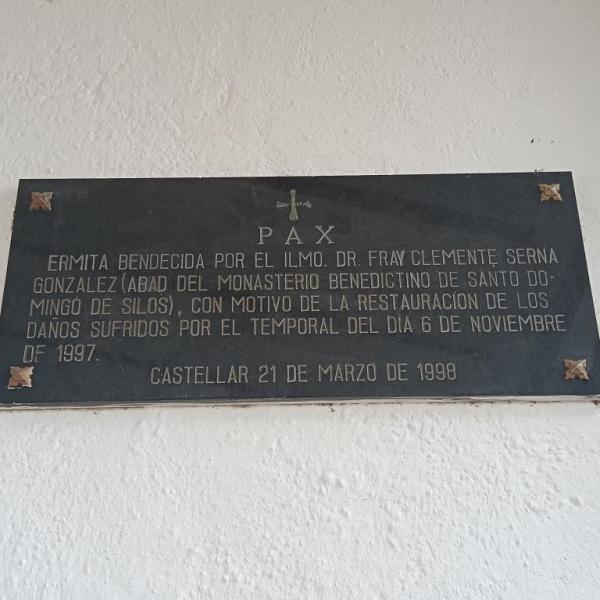 PAX
ERMITA BENDECIDA POR EL ILMO. DR. FRAY CLEMENTE SERNA
GONZALEZ (ABAD DEL MONASTERIO BENEDICTINO DE SANTO DO-
MINGO DE SILOS), CON MOTIVO DE LA RESTAURACIÓN DE LOS
DAÑOS SUFRIDOS POR EL TEMPORAL DEL DÍA 6 DE NOVIEMBRE
DE 1997.
CASTELLAR 21 DE MARZO DE 1998